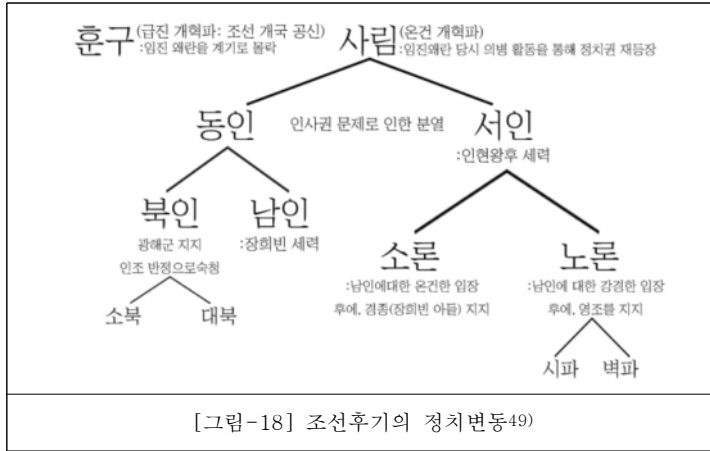 훈구(급진 개혁파: 조선 개국 공신)
:임진 왜란을 계기로 몰락
사림(온건 개혁파)
:임진왜란 당시 의병 활동을 통해 정치권 재등장
동인
인사권 문제로 인한 분열
서인
:인현왕후 세력
북인
광해군 지지
인조 반정으로숙청
남인
:장희빈 세력
소론
:남인에대한 온건한 입장
후에, 경종(장희빈 아들) 지지
노론
:남인에 대한 강경한 입장
후에, 영조를 지지
소북
대북
시파
벽파
[그림-18] 조선후기의 정치변동49)